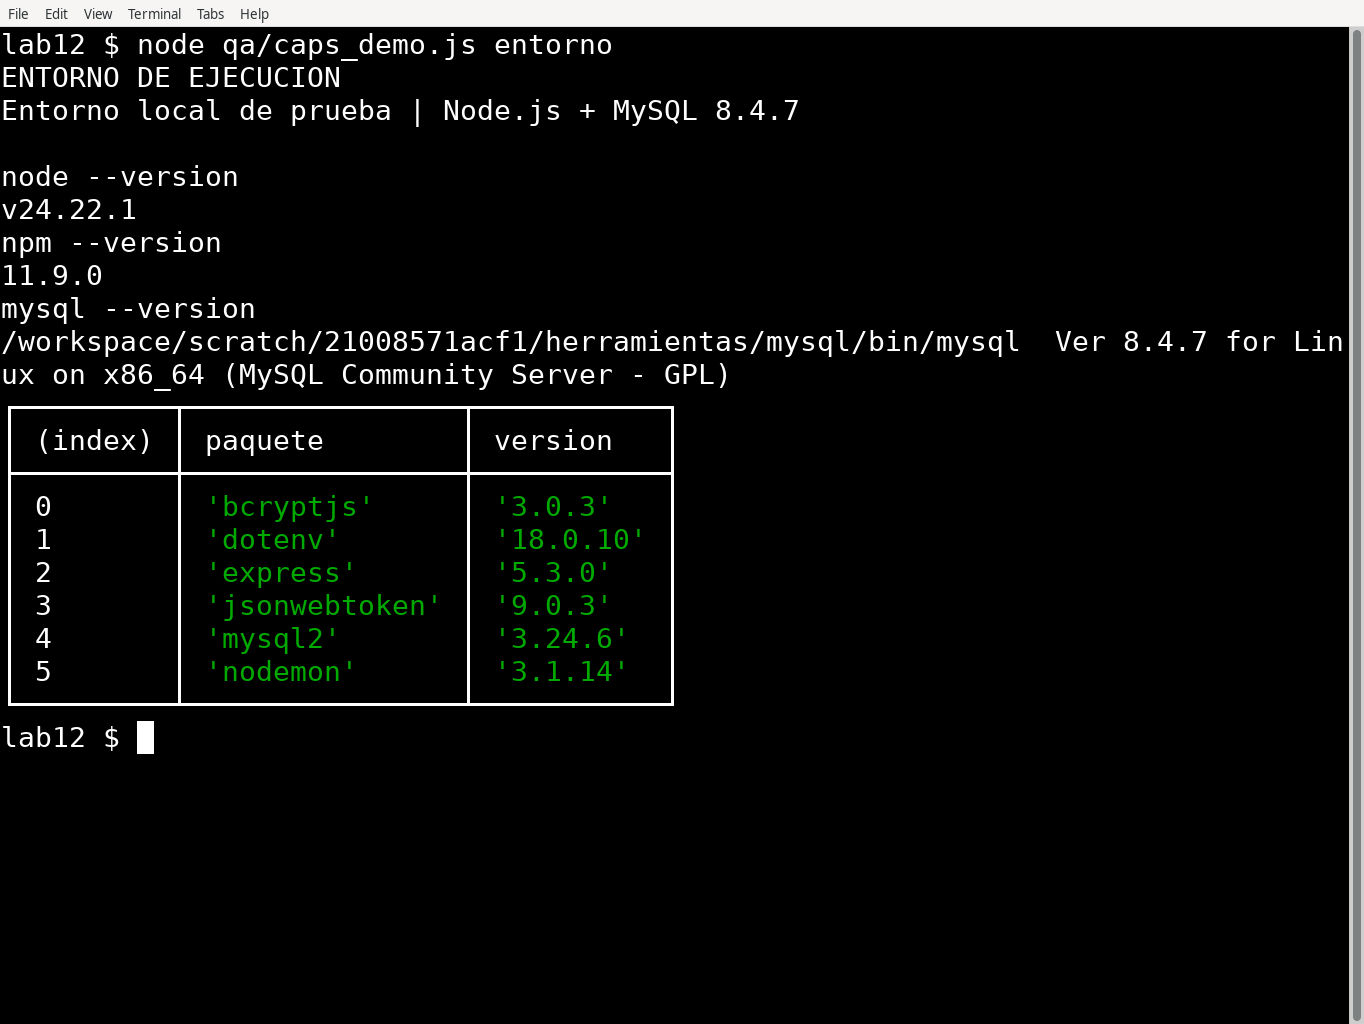 File Edit View Terminal Tabs Help
lab12 $ node qa/caps_demo.js entorno
ENTORNO DE EJECUCION
Entorno local de prueba | Node.js + MySQL 8.4.7
node --version
v24.22.1
npm --version
11.9.0
mysql --version
/workspace/scratch/21008571acf1/herramientas/mysql/bin/mysql  Ver 8.4.7 for Lin
ux on x86_64 (MySQL Community Server - GPL)
(index) paquete version
0 'bcryptjs' '3.0.3'
1 'dotenv' '18.0.10'
2 'express' '5.3.0'
3 'jsonwebtoken' '9.0.3'
4 'mysql2' '3.24.6'
5 'nodemon' '3.1.14'
lab12 $